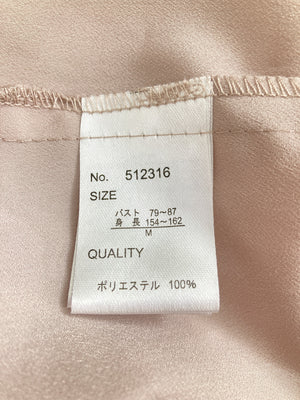 No. 512316
SIZE
バスト 79~87
身 長 154~162
M
QUALITY
ポリエステル 100%